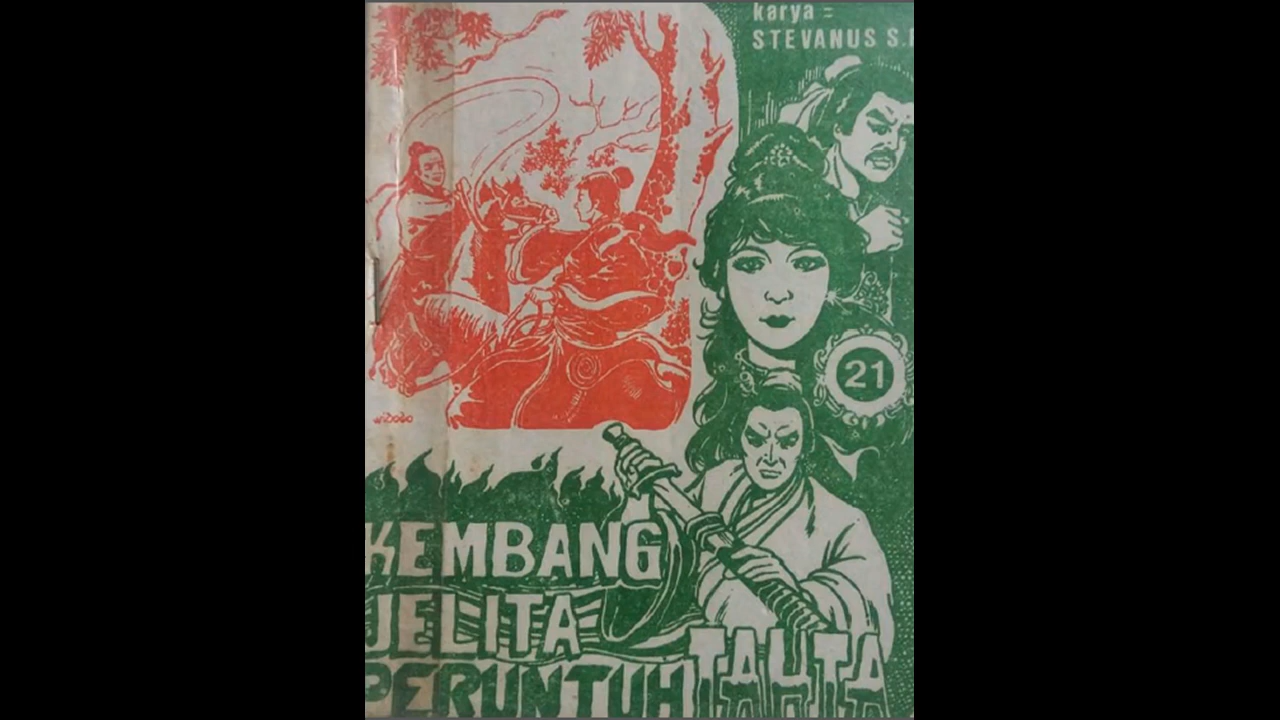 karya =
STEVANUS S.P
21
KEMBANG
JELITA
PERUNTUH TAHTA